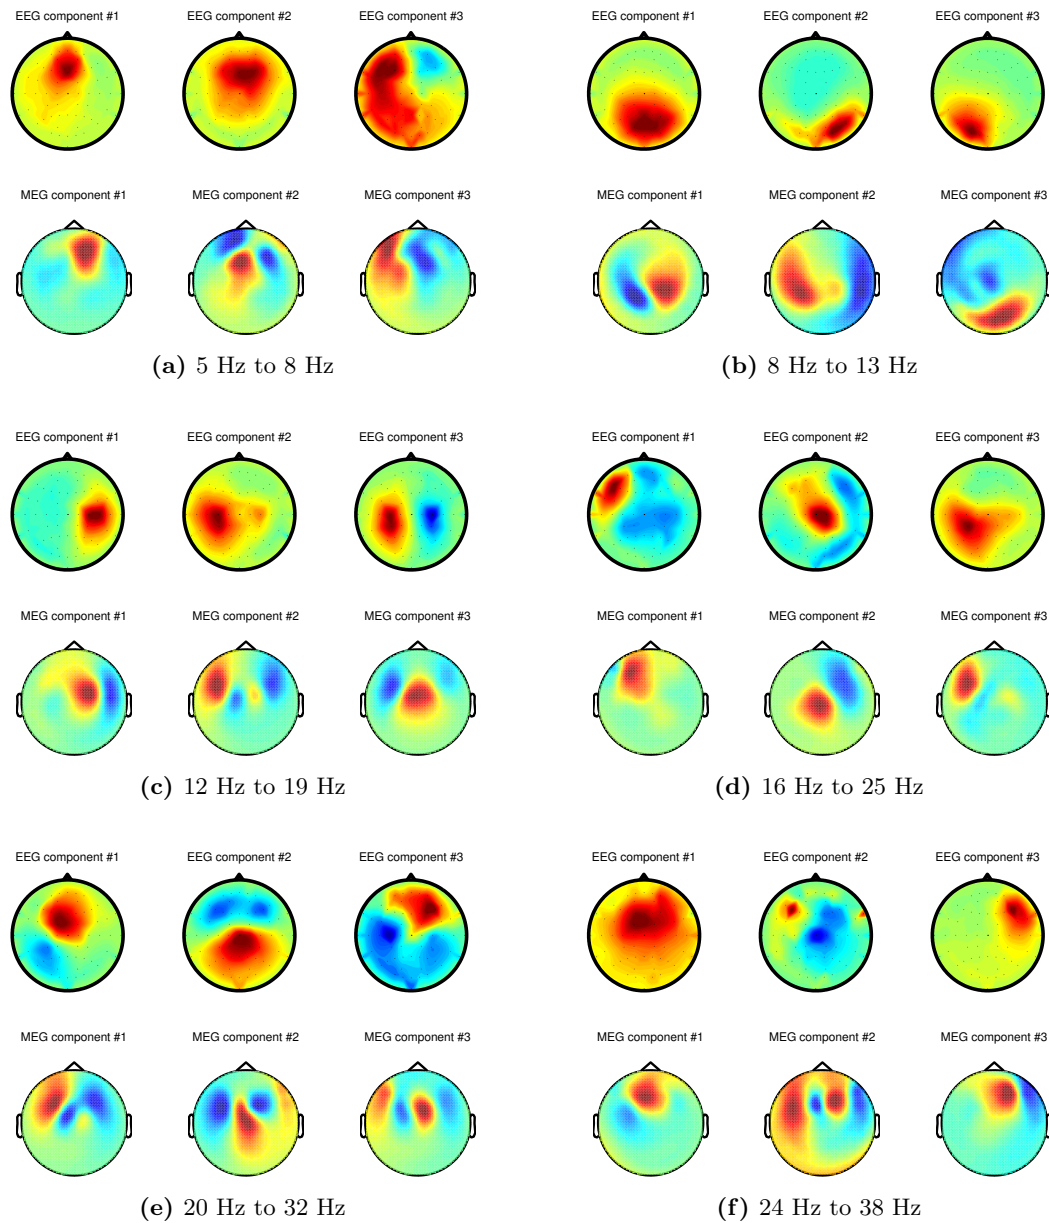 EEG component #1 EEG component #2 EEG component #3 EEG component #1 EEG component #2 EEG component #3
MEG component #1 MEG component #2 MEG component #3 MEG component #1 MEG component #2 MEG component #3
(a) 5 Hz to 8 Hz (b) 8 Hz to 13 Hz
EEG component #1 EEG component #2 EEG component #3 EEG component #1 EEG component #2 EEG component #3
MEG component #1 MEG component #2 MEG component #3 MEG component #1 MEG component #2 MEG component #3
(c) 12 Hz to 19 Hz (d) 16 Hz to 25 Hz
EEG component #1 EEG component #2 EEG component #3 EEG component #1 EEG component #2 EEG component #3
MEG component #1 MEG component #2 MEG component #3 MEG component #1 MEG component #2 MEG component #3
(e) 20 Hz to 32 Hz (f) 24 Hz to 38 Hz